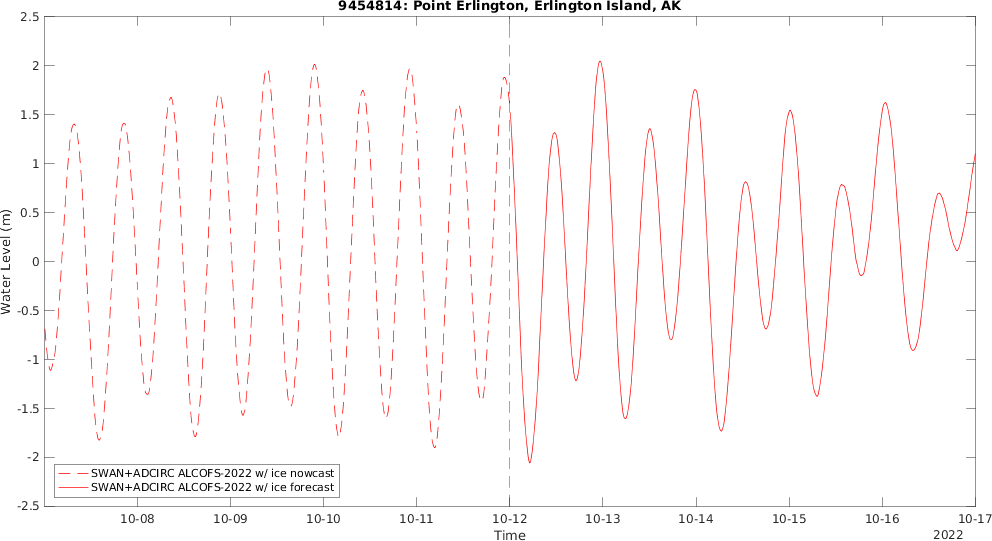 9454814: Point Erlington, Erlington Island, AK
2.5
2
1.5
1
0.5
0
-0.5
-1
-1.5
-2
-2.5
Water Level (m)
SWAN+ADCIRC ALCOFS-2022 w/ ice nowcast
SWAN+ADCIRC ALCOFS-2022 w/ ice forecast
10-08 10-09 10-10 10-11 10-12 10-13 10-14 10-15 10-16 10-17
Time
2022